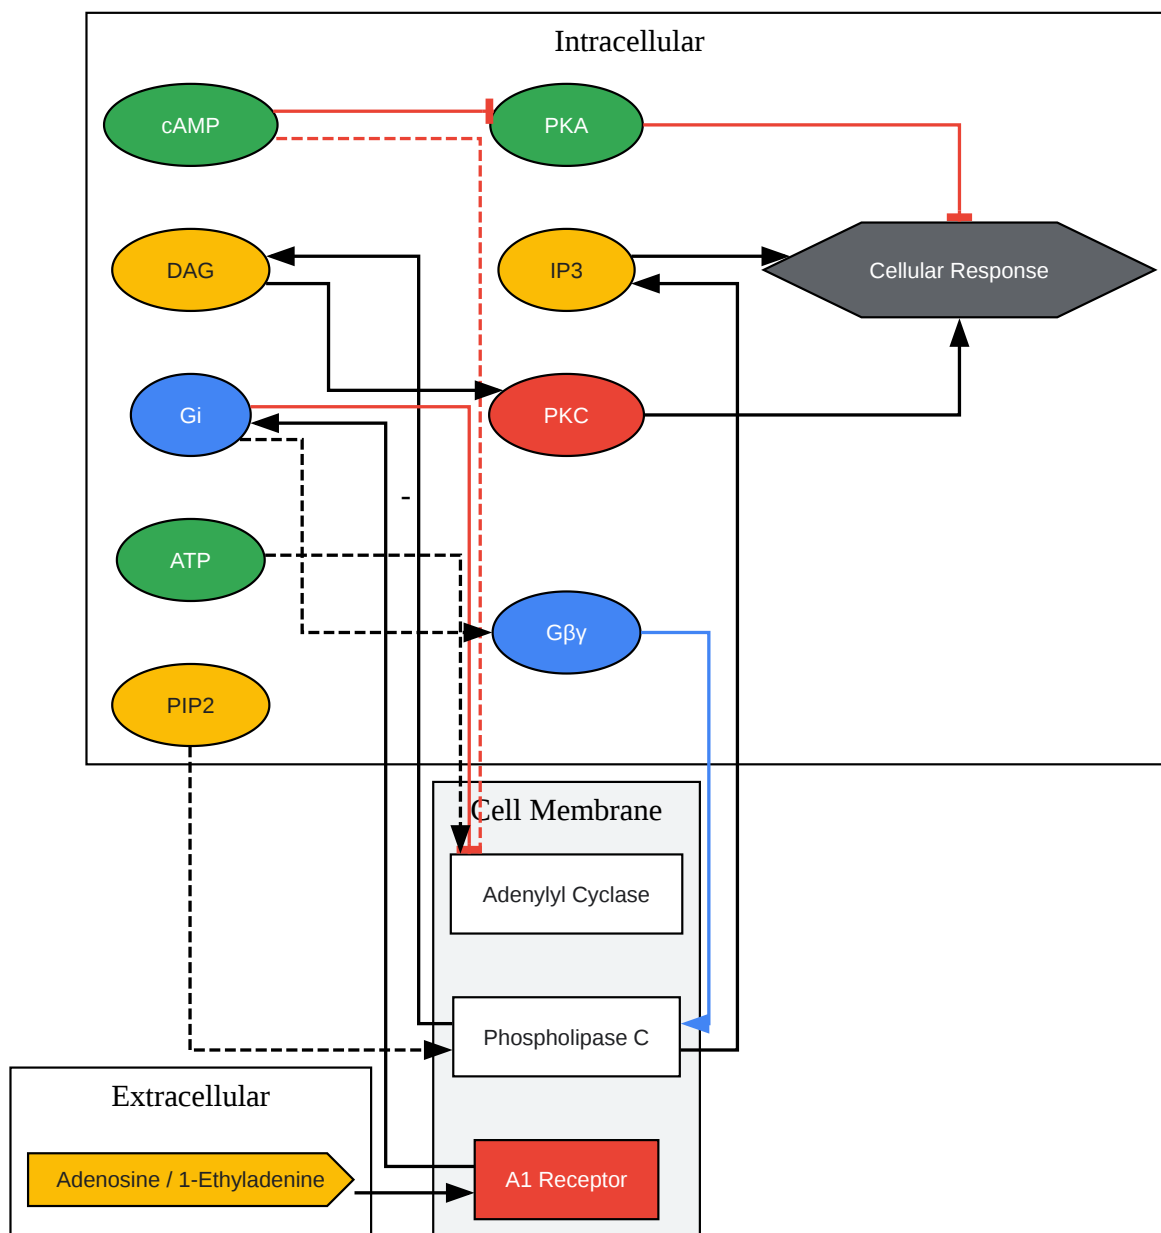 Intracellular
cAMP
PKA
DAG
IP3
Cellular Response
Gi
PKC
-
ATP
Gβγ
PIP2
Cell Membrane
Adenylyl Cyclase
Phospholipase C
Extracellular
Adenosine / 1-Ethyladenine
A1 Receptor